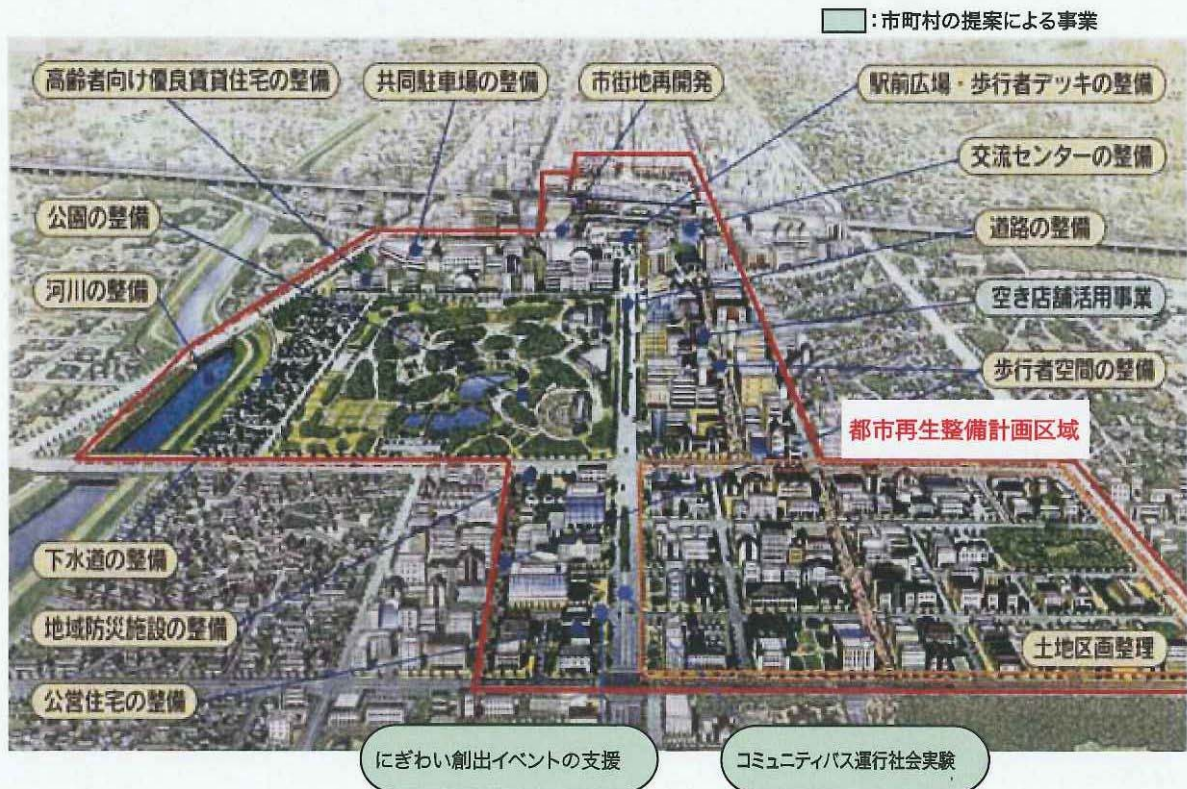 ：市町村の提案による事業
高齢者向け優良賃貸住宅の整備
共同駐車場の整備
市街地再開発
駅前広場・歩行者デッキの整備
交流センターの整備
公園の整備
道路の整備
河川の整備
空き店舗活用事業
歩行者空間の整備
都市再生整備計画区域
下水道の整備
地域防災施設の整備
土地区画整理
公営住宅の整備
にぎわい創出イベントの支援
コミュニティバス運行社会実験